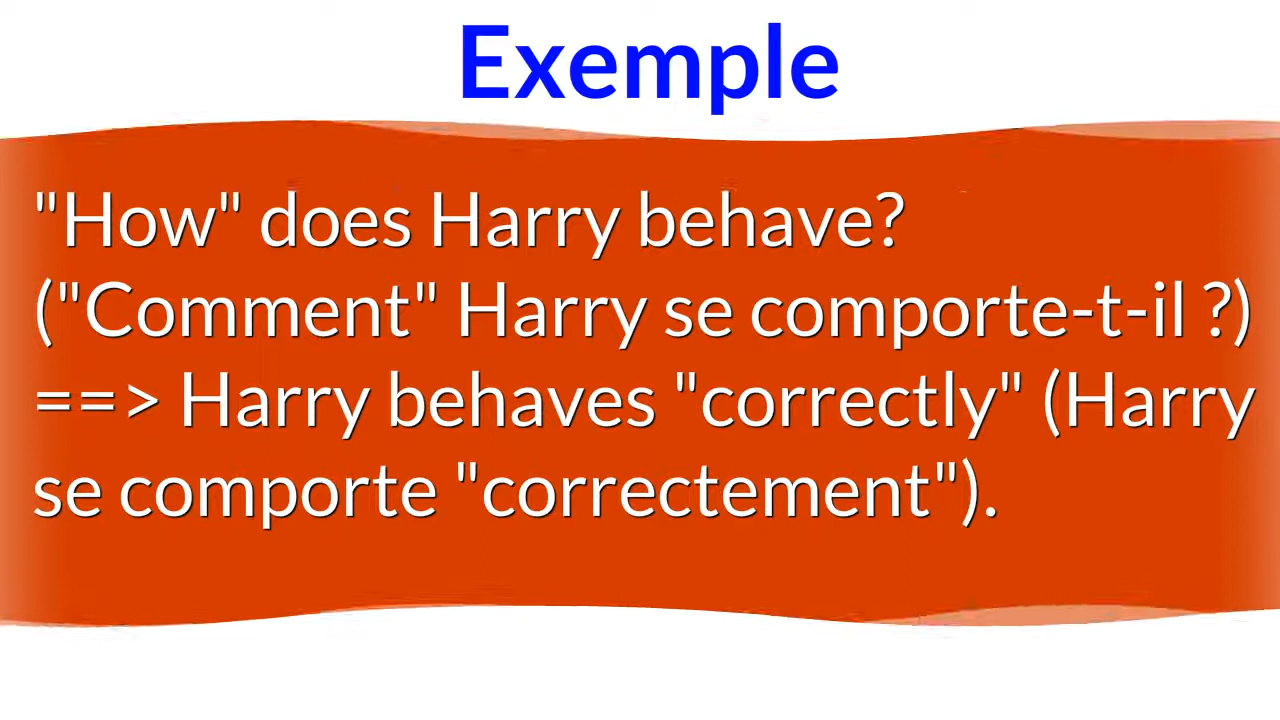 Exemple
"How" does Harry behave?
("Comment" Harry se comporte-t-il ?)
==> Harry behaves "correctly" (Harry
se comporte "correctement").